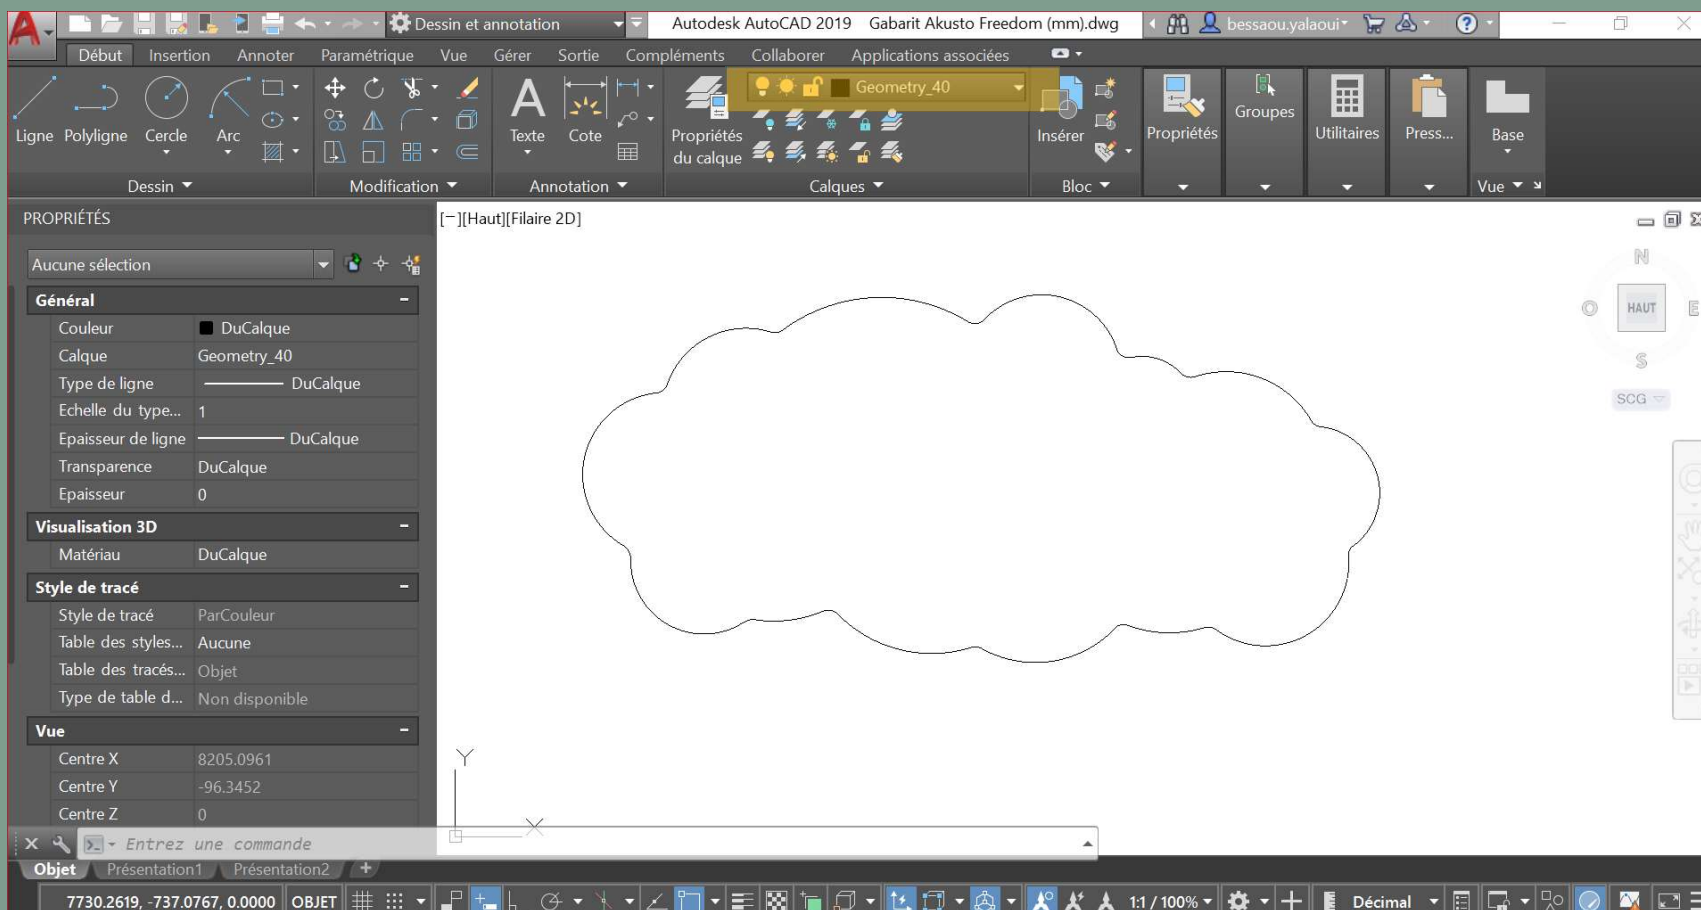 Dessin et annotation
Autodesk AutoCAD 2019 Gabarit Akusto Freedom (mm).dwg
bessaou.yalaoui
Début Insertion Annoter Paramétrique Vue Gérer Sortie Compléments Collaborer Applications associées
Geometry_40
Ligne Polyligne Cercle Arc
Texte Cote
Propriétés
du calque
Insérer
Propriétés
Groupes
Utilitaires
Press...
Base
Dessin Modification Annotation Calques Bloc Vue
PROPRIÉTÉS
[−][Haut][Filaire 2D]
Aucune sélection
Général
Couleur DuCalque
Calque Geometry_40
Type de ligne DuCalque
Echelle du type... 1
Epaisseur de ligne DuCalque
Transparence DuCalque
Epaisseur 0
Visualisation 3D
Matériau DuCalque
Style de tracé
Style de tracé ParCouleur
Table des styles... Aucune
Table des tracés... Objet
Type de table d... Non disponible
Vue
Centre X 8205.0961
Centre Y -96.3452
Centre Z 0
N
O HAUT E
S
SCG
Y
X
Entrez une commande
Objet Présentation1 Présentation2 +
7730.2619, -737.0767, 0.0000 OBJET 1:1 / 100% Décimal